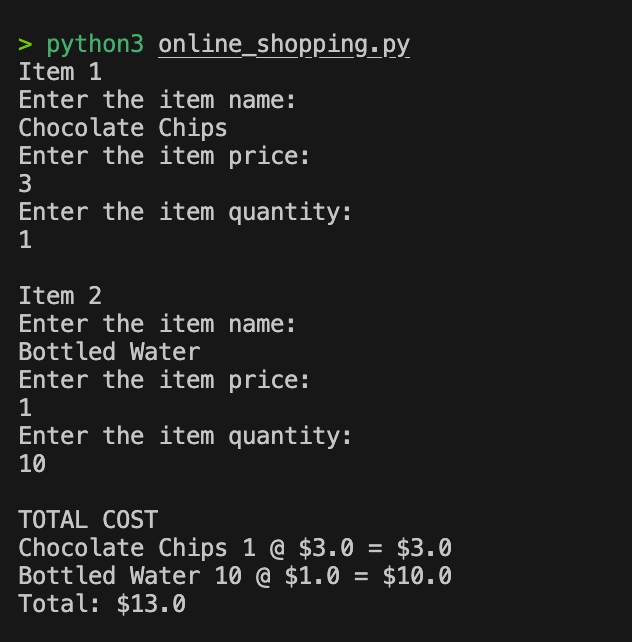 > python3 online_shopping.py
Item 1
Enter the item name:
Chocolate Chips
Enter the item price:
3
Enter the item quantity:
1
Item 2
Enter the item name:
Bottled Water
Enter the item price:
1
Enter the item quantity:
10
TOTAL COST
Chocolate Chips 1 @ $3.0 = $3.0
Bottled Water 10 @ $1.0 = $10.0
Total: $13.0